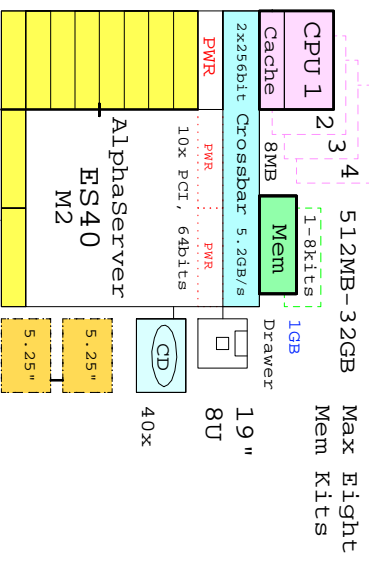 CPU 1
Cache
2
3
4
8MB
512MB-32GB
Max Eight
Mem Kits
1-8kits
Mem
1GB
2x256bit Crossbar 5.2GB/s
PWR
PWR
PWR
10x PCI, 64bits
AlphaServer
ES40
M2
Drawer
19"
8U
CD
40x
5.25"
5.25"